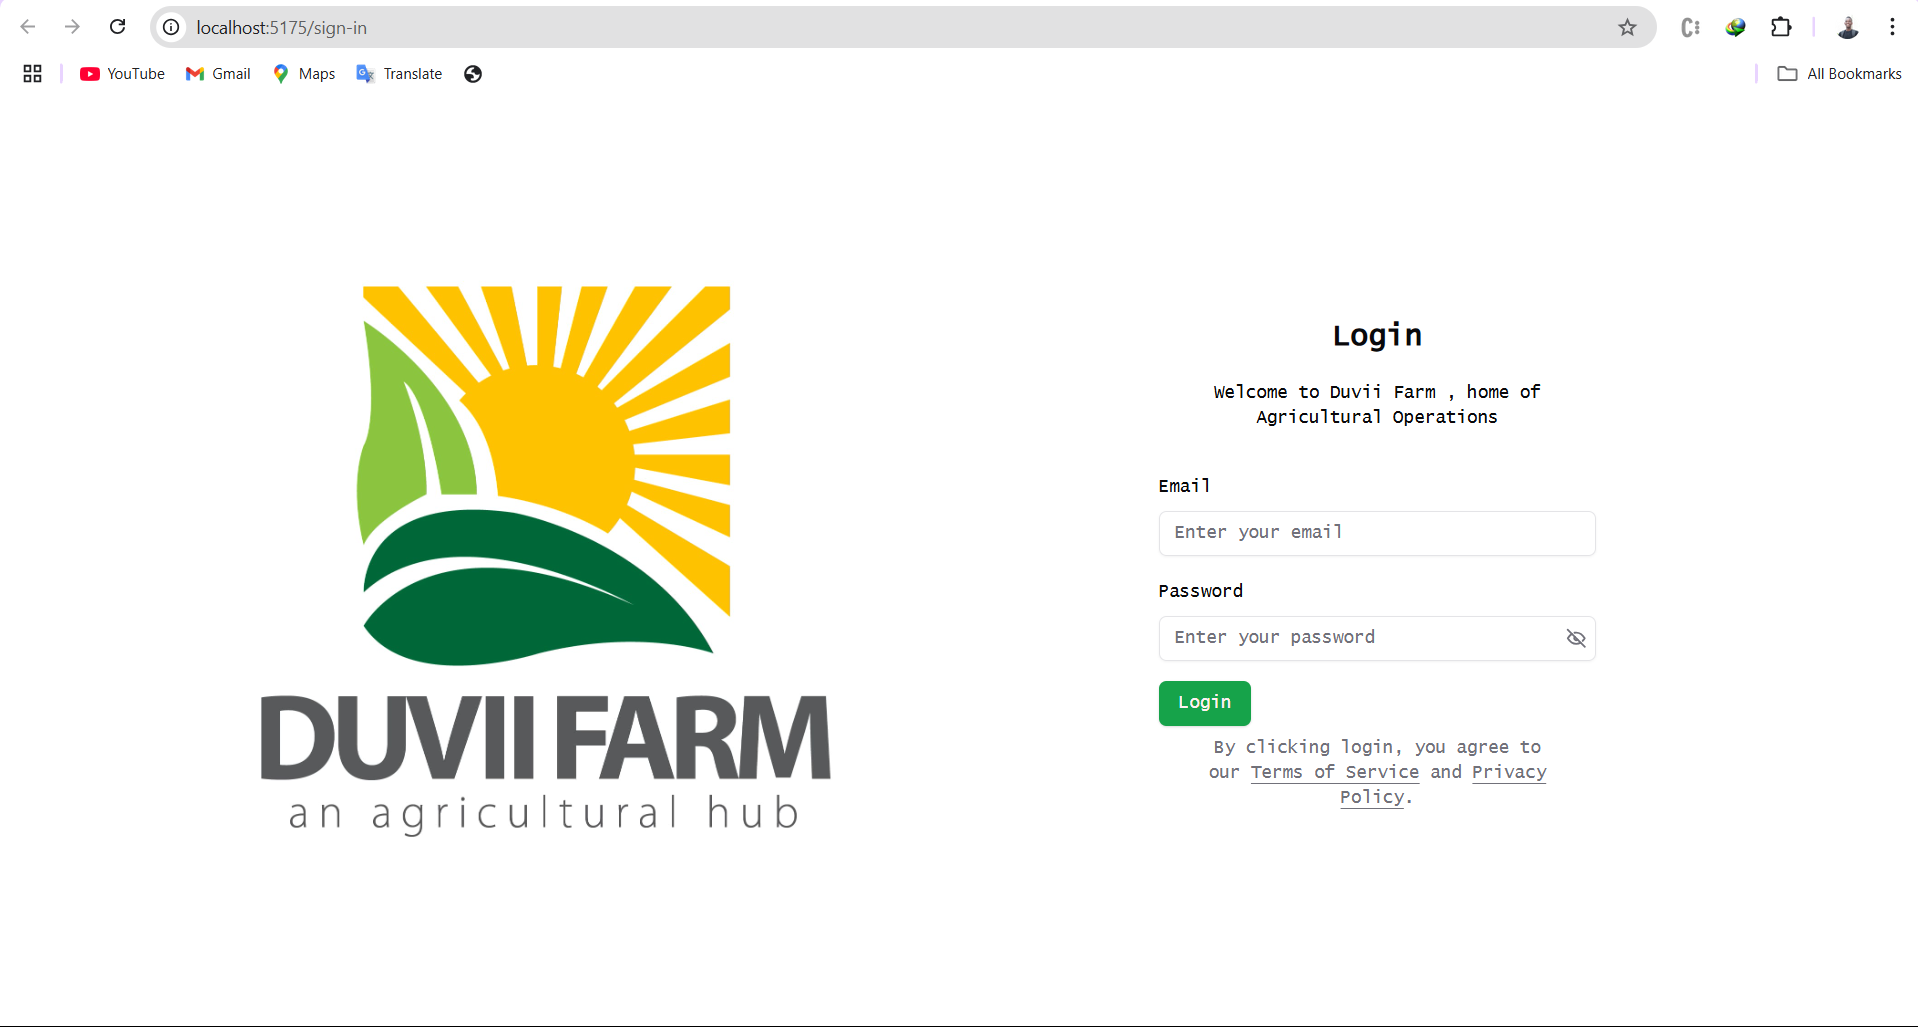 localhost:5175/sign-in
YouTube
Gmail
Maps
Translate
All Bookmarks
DUVII FARM
an agricultural hub
Login
Welcome to Duvii Farm , home of
Agricultural Operations
Email
Enter your email
Password
Enter your password
Login
By clicking login, you agree to
our Terms of Service and Privacy
Policy.